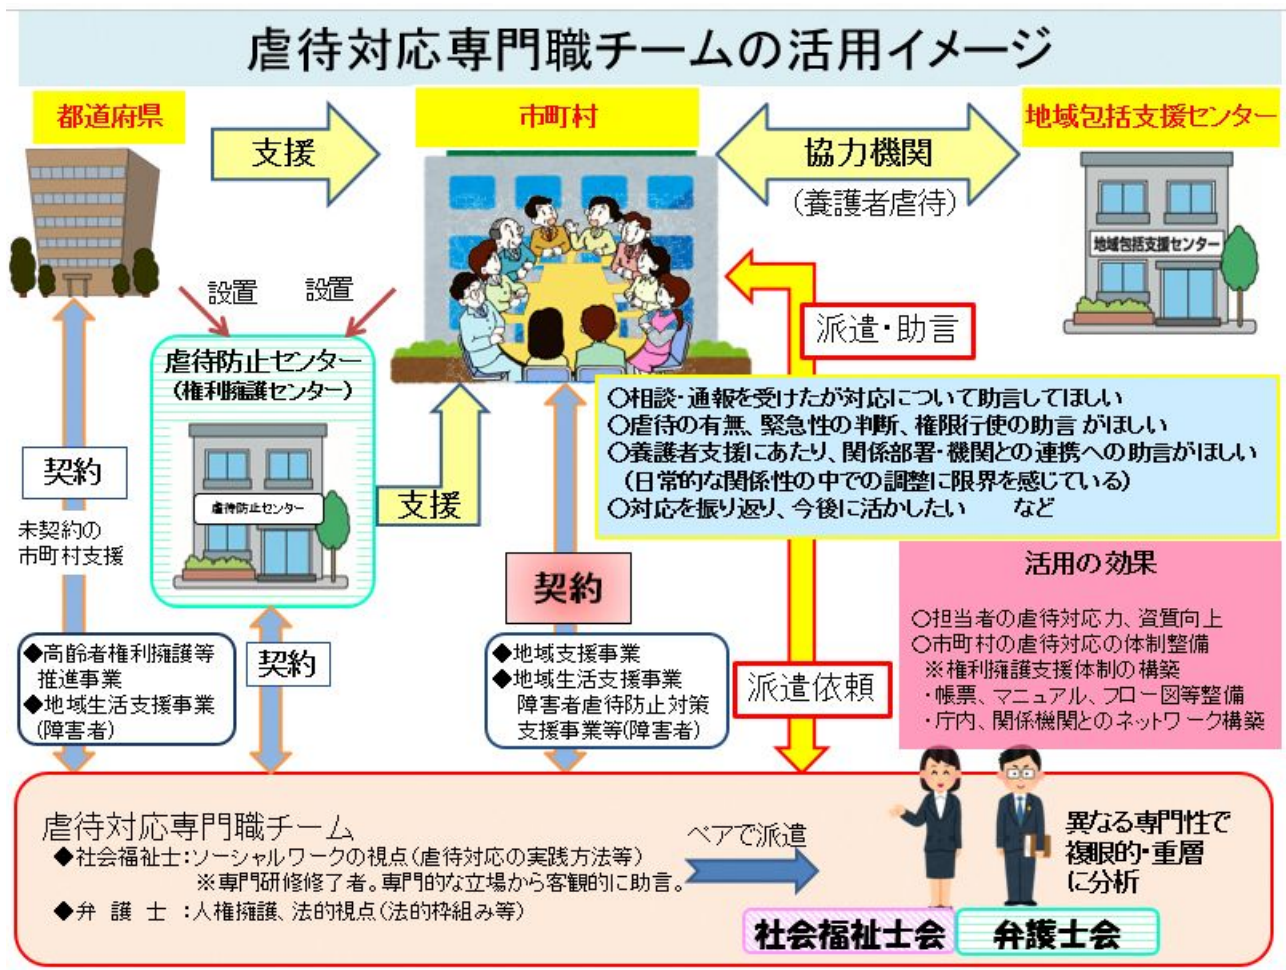 虐待対応専門職チームの活用イメージ
都道府県
支援
市町村
協力機関
(養護者虐待)
地域包括支援センター
地域包括支援センター
設置
設置
虐待防止センター
(権利擁護センター)
虐待防止センター
支援
派遣・助言
○相談・通報を受けたが対応について助言してほしい
○虐待の有無、緊急性の判断、権限行使の助言がほしい
○養護者支援にあたり、関係部署・機関との連携への助言がほしい
(日常的な関係性の中での調整に限界を感じている)
○対応を振り返り、今後に活かしたい　　など
契約
未契約の
市町村支援
◆高齢者権利擁護等
推進事業
◆地域生活支援事業
(障害者)
契約
契約
◆地域支援事業
◆地域生活支援事業
障害者虐待防止対策
支援事業等(障害者)
派遣依頼
活用の効果
○担当者の虐待対応力、資質向上
○市町村の虐待対応の体制整備
※権利擁護支援体制の構築
・帳票、マニュアル、フロー図等整備
・庁内、関係機関とのネットワーク構築
虐待対応専門職チーム
◆社会福祉士:ソーシャルワークの視点(虐待対応の実践方法等)
※専門研修修了者。専門的な立場から客観的に助言。
◆弁 護 士 :人権擁護、法的視点(法的枠組み等)
ペアで派遣
異なる専門性で
複眼的・重層
に分析
社会福祉士会
弁護士会